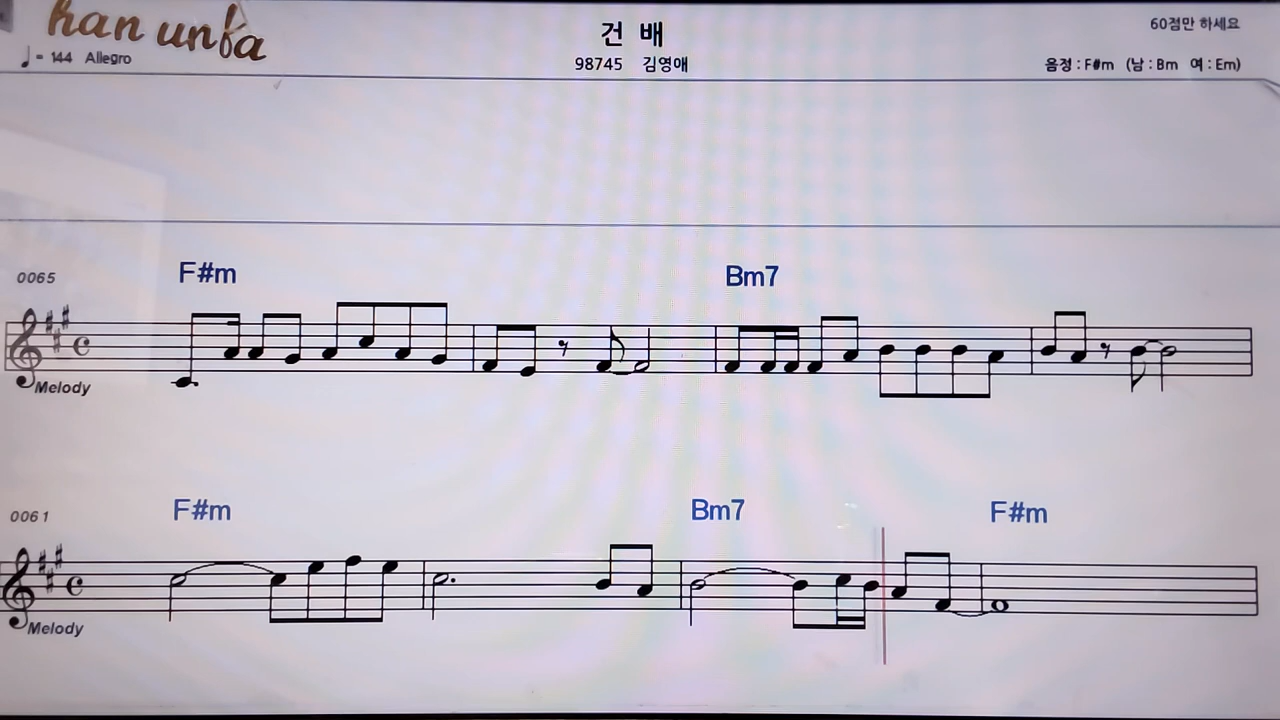 han unba
건 배
60점만 하세요
♩= 144 Allegro
98745 김영애
음정 : F#m (남 : Bm 여 : Em)
0065
F#m
Bm7
Melody
0061
F#m
Bm7
F#m
Melody